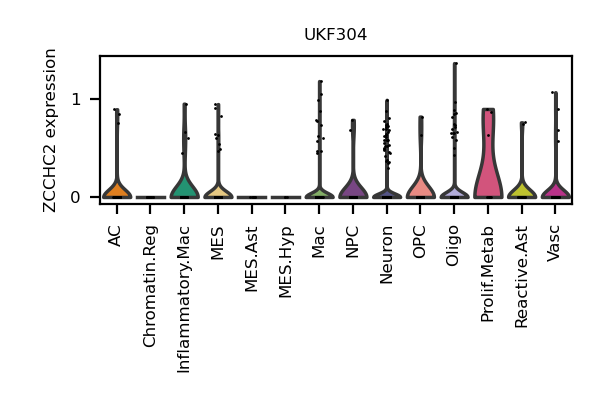 UKF304
ZCCHC2 expression
1
0
AC
Chromatin.Reg
Inflammatory.Mac
MES
MES.Ast
MES.Hyp
Mac
NPC
Neuron
OPC
Oligo
Prolif.Metab
Reactive.Ast
Vasc